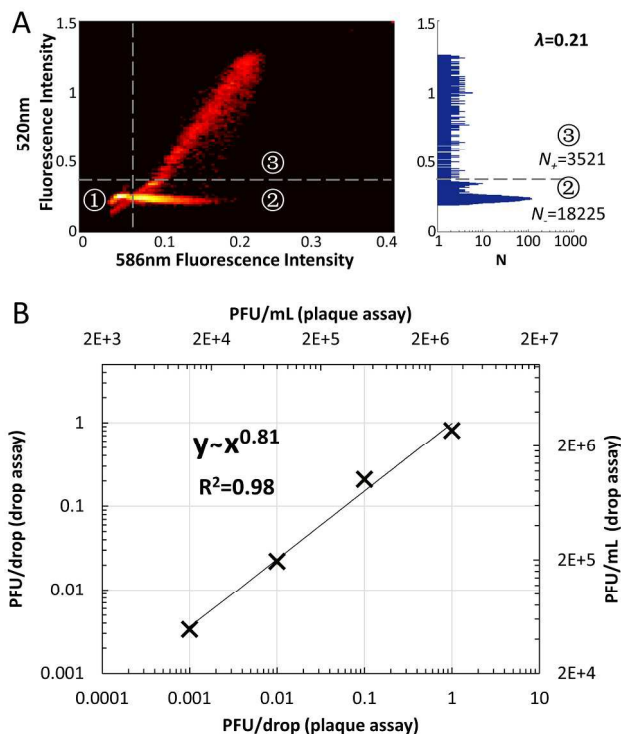 A
520nm
Fluorescence Intensity
1.5
1
0.5
0
①
②
③
0
0.1
0.2
0.3
0.4
586nm Fluorescence Intensity
λ=0.21
1.5
1
0.5
0
③
N+=3521
②
N-=18225
1
10
100
1000
N
B
PFU/mL (plaque assay)
2E+3
2E+4
2E+5
2E+6
2E+7
PFU/drop (drop assay)
1
0.1
0.01
0.001
y~x^0.81
R²=0.98
2E+6
2E+5
2E+4
PFU/mL (drop assay)
0.0001
0.001
0.01
0.1
1
10
PFU/drop (plaque assay)